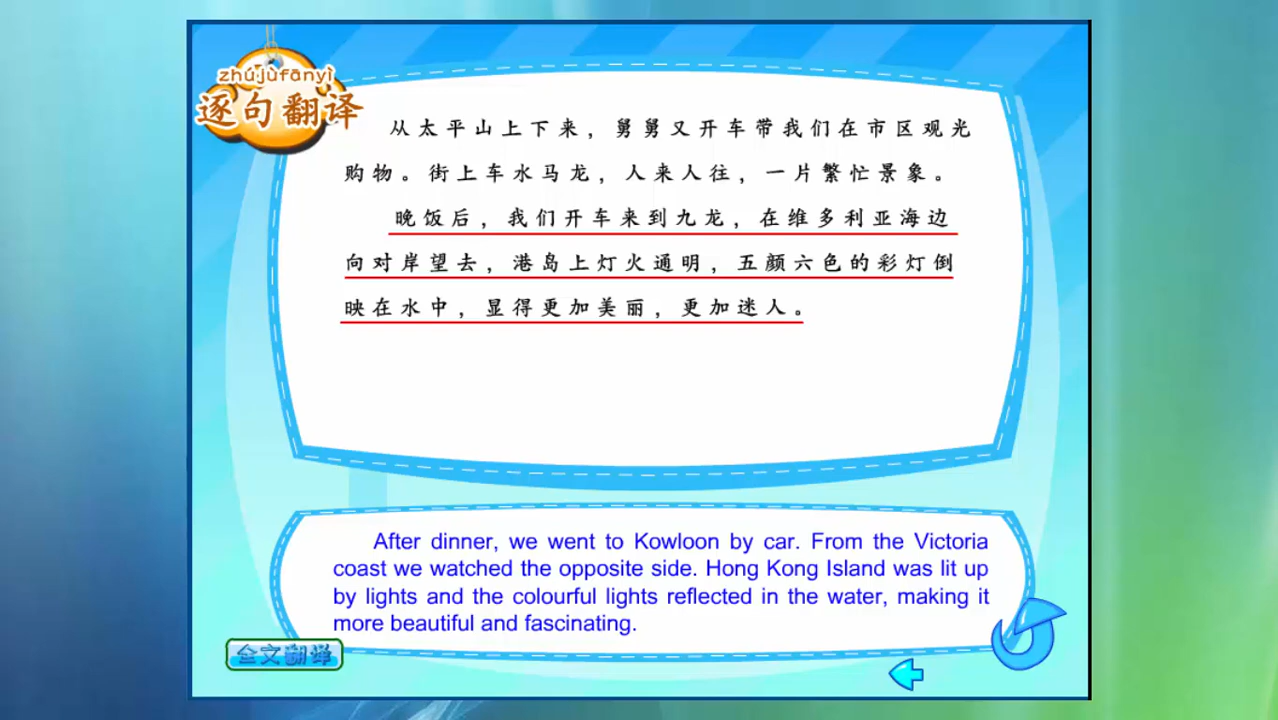 zhújùfānyì
逐句翻译
从太平山上下来，舅舅又开车带我们在市区观光
购物。街上车水马龙，人来人往，一片繁忙景象。
晚饭后，我们开车来到九龙，在维多利亚海边
向对岸望去，港岛上灯火通明，五颜六色的彩灯倒
映在水中，显得更加美丽，更加迷人。
After dinner, we went to Kowloon by car. From the Victoria
coast we watched the opposite side. Hong Kong Island was lit up
by lights and the colourful lights reflected in the water, making it
more beautiful and fascinating.
全文翻译